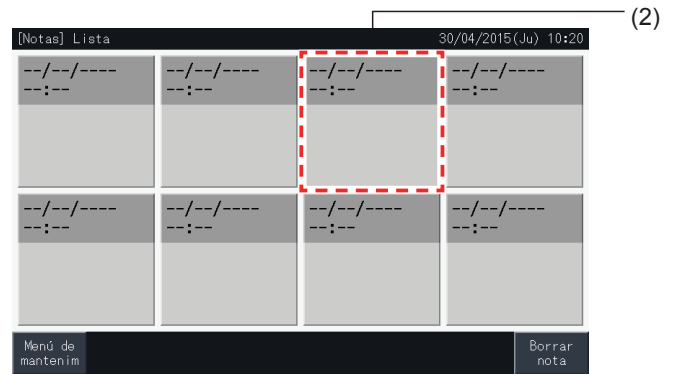 (2)
[Notas] Lista 30/04/2015(Ju) 10:20
--/--/---- --/--/---- --/--/---- --/--/----
--:-- --:-- --:-- --:--
--/--/---- --/--/---- --/--/---- --/--/----
--:-- --:-- --:-- --:--
Menú de
mantenim
Borrar
nota